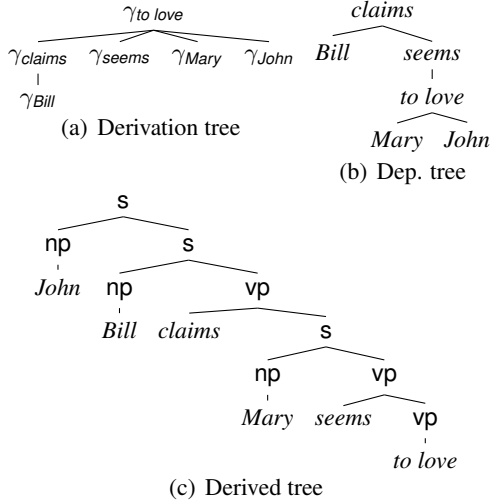 γto love
γclaims γseems γMary γJohn
γBill
(a) Derivation tree
claims
Bill seems
to love
Mary John
(b) Dep. tree
s
np s
John np vp
Bill claims s
np vp
Mary seems vp
to love
(c) Derived tree